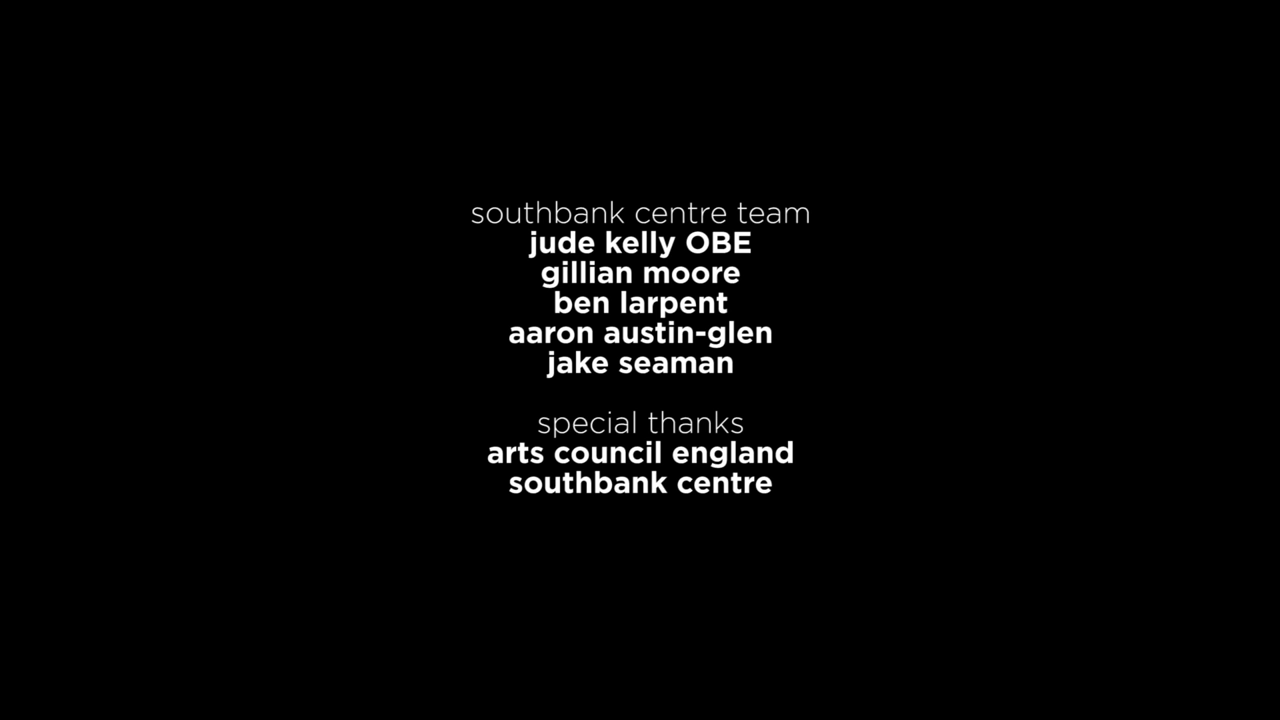 southbank centre team
jude kelly OBE
gillian moore
ben larpent
aaron austin-glen
jake seaman
special thanks
arts council england
southbank centre